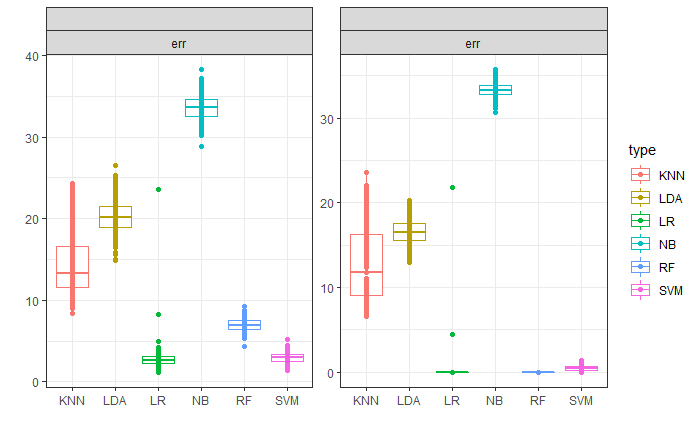 err
err
40
30
20
10
0
30
20
10
0
KNN LDA LR NB RF SVM
KNN LDA LR NB RF SVM
type
KNN
LDA
LR
NB
RF
SVM